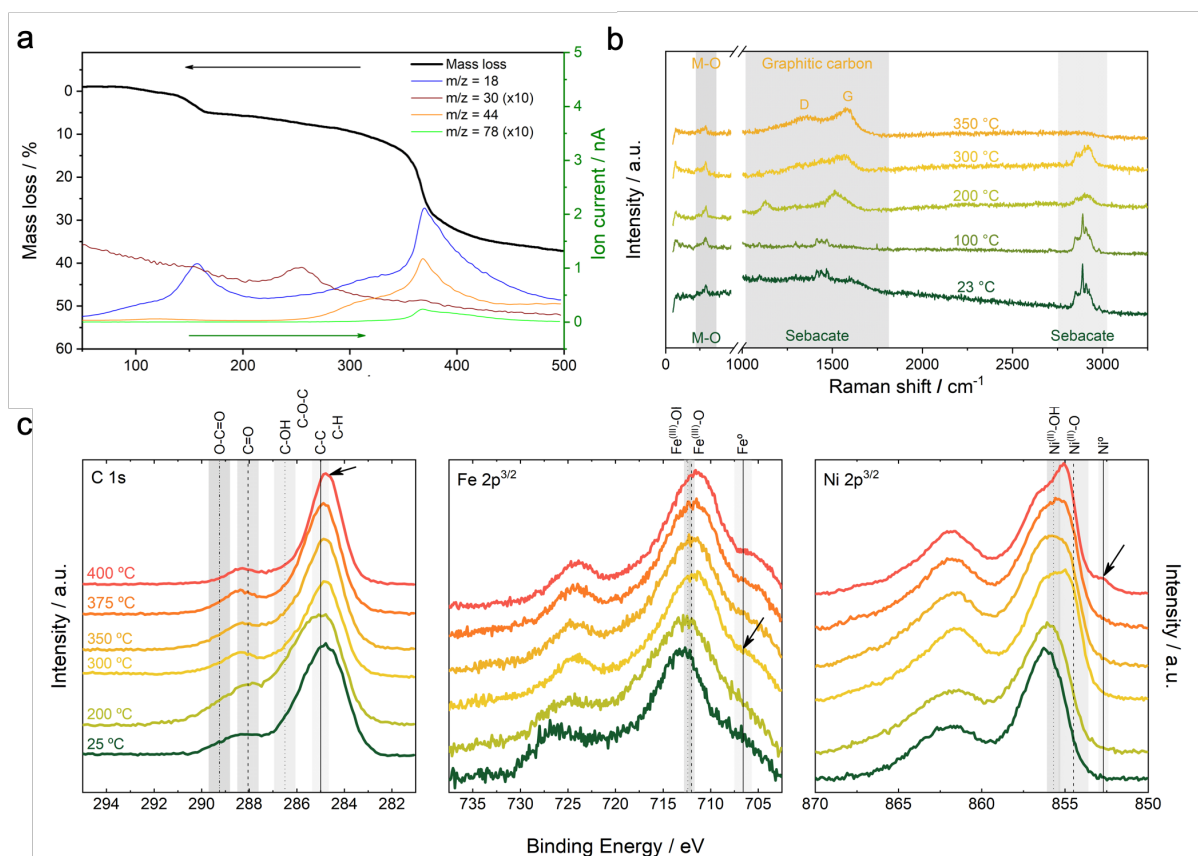 a
Mass loss
m/z = 18
m/z = 30 (x10)
m/z = 44
m/z = 78 (x10)
0
10
20
30
40
50
60
Mass loss / %
5
4
3
2
1
0
Ion current / nA
100
200
300
400
500
b
M-O
Graphitic carbon
D
G
350 °C
300 °C
200 °C
100 °C
23 °C
M-O
Sebacate
Sebacate
Intensity / a.u.
1000
1500
2000
2500
3000
Raman shift / cm-1
c
O-C=O
C=O
C-OH
C-O-C
C-C
C-H
C 1s
400 ºC
375 ºC
350 ºC
300 ºC
200 ºC
25 ºC
Intensity / a.u.
294
292
290
288
286
284
282
Fe(III)-OI
Fe(III)-O
Feº
Fe 2p3/2
735
730
725
720
715
710
705
Ni(II)-OH
Ni(II)-O
Niº
Ni 2p3/2
870
865
860
855
850
Intensity / a.u.
Binding Energy / eV